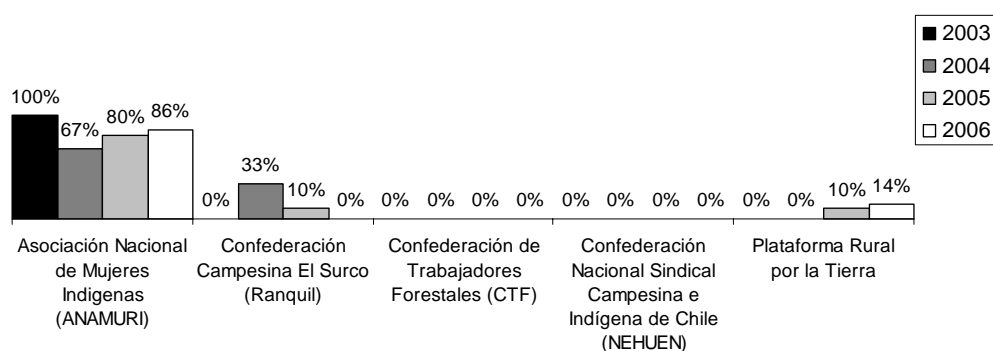 2003
2004
2005
2006
100%
67%
80%
86%
0%
33%
10%
0%
0%
0%
0%
0%
0%
0%
0%
0%
0%
0%
10%
14%
Asociación Nacional
de Mujeres
Indigenas
(ANAMURI)
Confederación
Campesina El Surco
(Ranquil)
Confederación de
Trabajadores
Forestales (CTF)
Confederación
Nacional Sindical
Campesina e
Indígena de Chile
(NEHUEN)
Plataforma Rural
por la Tierra